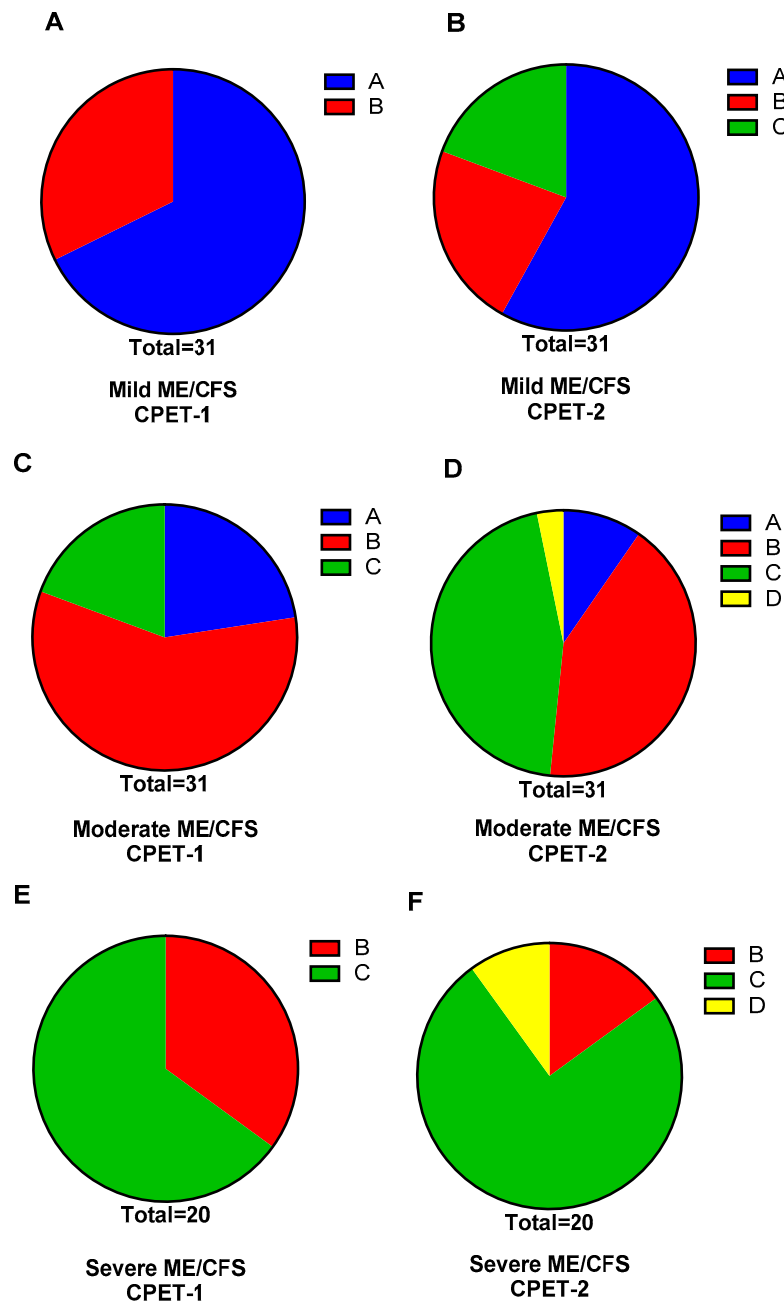 A
A
B
Total=31
Mild ME/CFS
CPET-1
B
A
B
C
Total=31
Mild ME/CFS
CPET-2
C
A
B
C
Total=31
Moderate ME/CFS
CPET-1
D
A
B
C
D
Total=31
Moderate ME/CFS
CPET-2
E
B
C
Total=20
Severe ME/CFS
CPET-1
F
B
C
D
Total=20
Severe ME/CFS
CPET-2